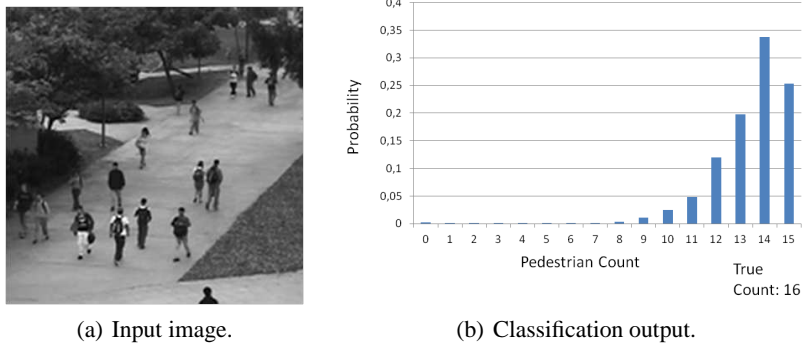 0,4
0,35
0,3
0,25
0,2
0,15
0,1
0,05
0
Probability
0 1 2 3 4 5 6 7 8 9 10 11 12 13 14 15
Pedestrian Count
True
Count: 16
(a) Input image.
(b) Classification output.